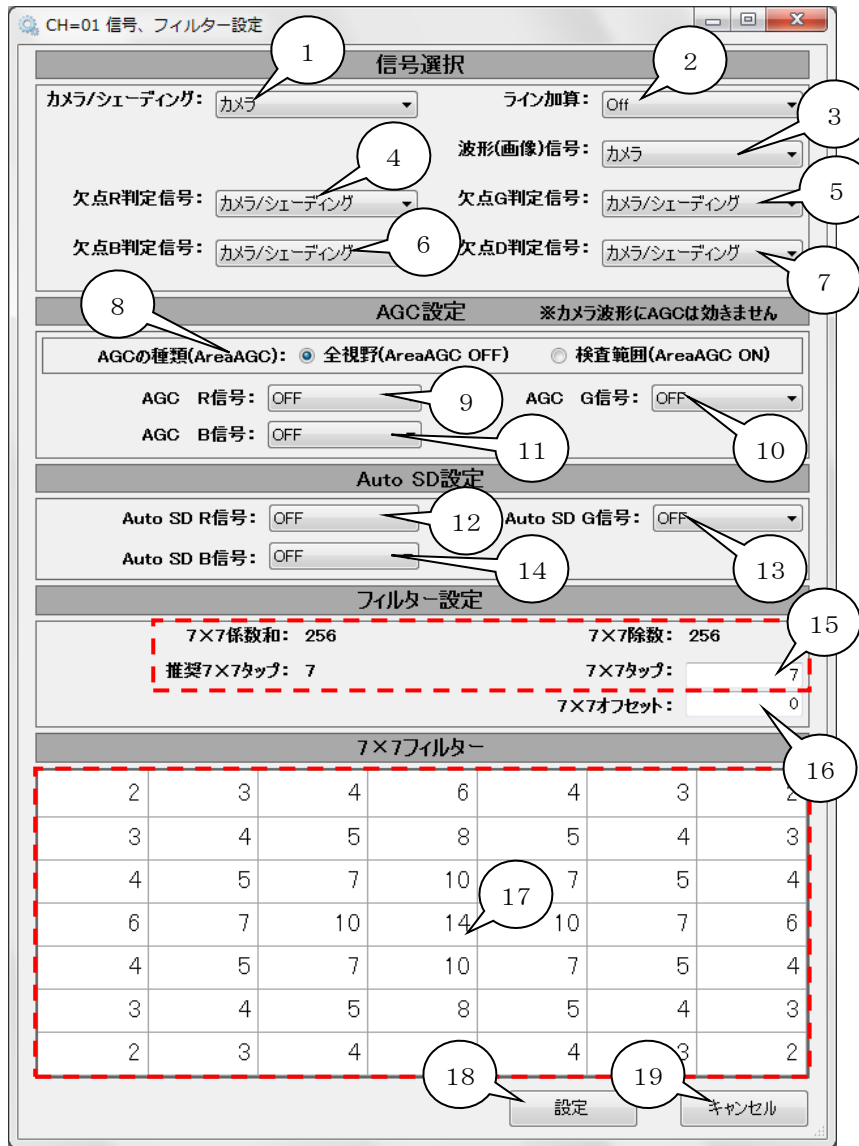 CH=01 信号、フィルター設定
信号選択
1
2
カメラ/シェーディング: カメラ
ライン加算: Off
3
波形(画像)信号: カメラ
4
5
欠点R判定信号: カメラ/シェーディング
欠点G判定信号: カメラ/シェーディング
6
欠点B判定信号: カメラ/シェーディング
欠点D判定信号: カメラ/シェーディング
7
8
AGC設定 ※カメラ波形にAGCは効きません
AGCの種類(AreaAGC): 全視野(AreaAGC OFF) 検査範囲(AreaAGC ON)
AGC R信号: OFF
9
AGC G信号: OFF
10
AGC B信号: OFF
11
Auto SD設定
Auto SD R信号: OFF
12
Auto SD G信号: OFF
13
Auto SD B信号: OFF
14
フィルター設定
7×7係数和: 256
7×7除数: 256
15
推奨7×7タップ: 7
7×7タップ: 7
7×7オフセット: 0
16
7×7フィルター
2 3 4 6 4 3 2
3 4 5 8 5 4 3
4 5 7 10 7 5 4
17
6 7 10 14 10 7 6
4 5 7 10 7 5 4
3 4 5 8 5 4 3
2 3 4 4 3 2
18
19
設定
キャンセル